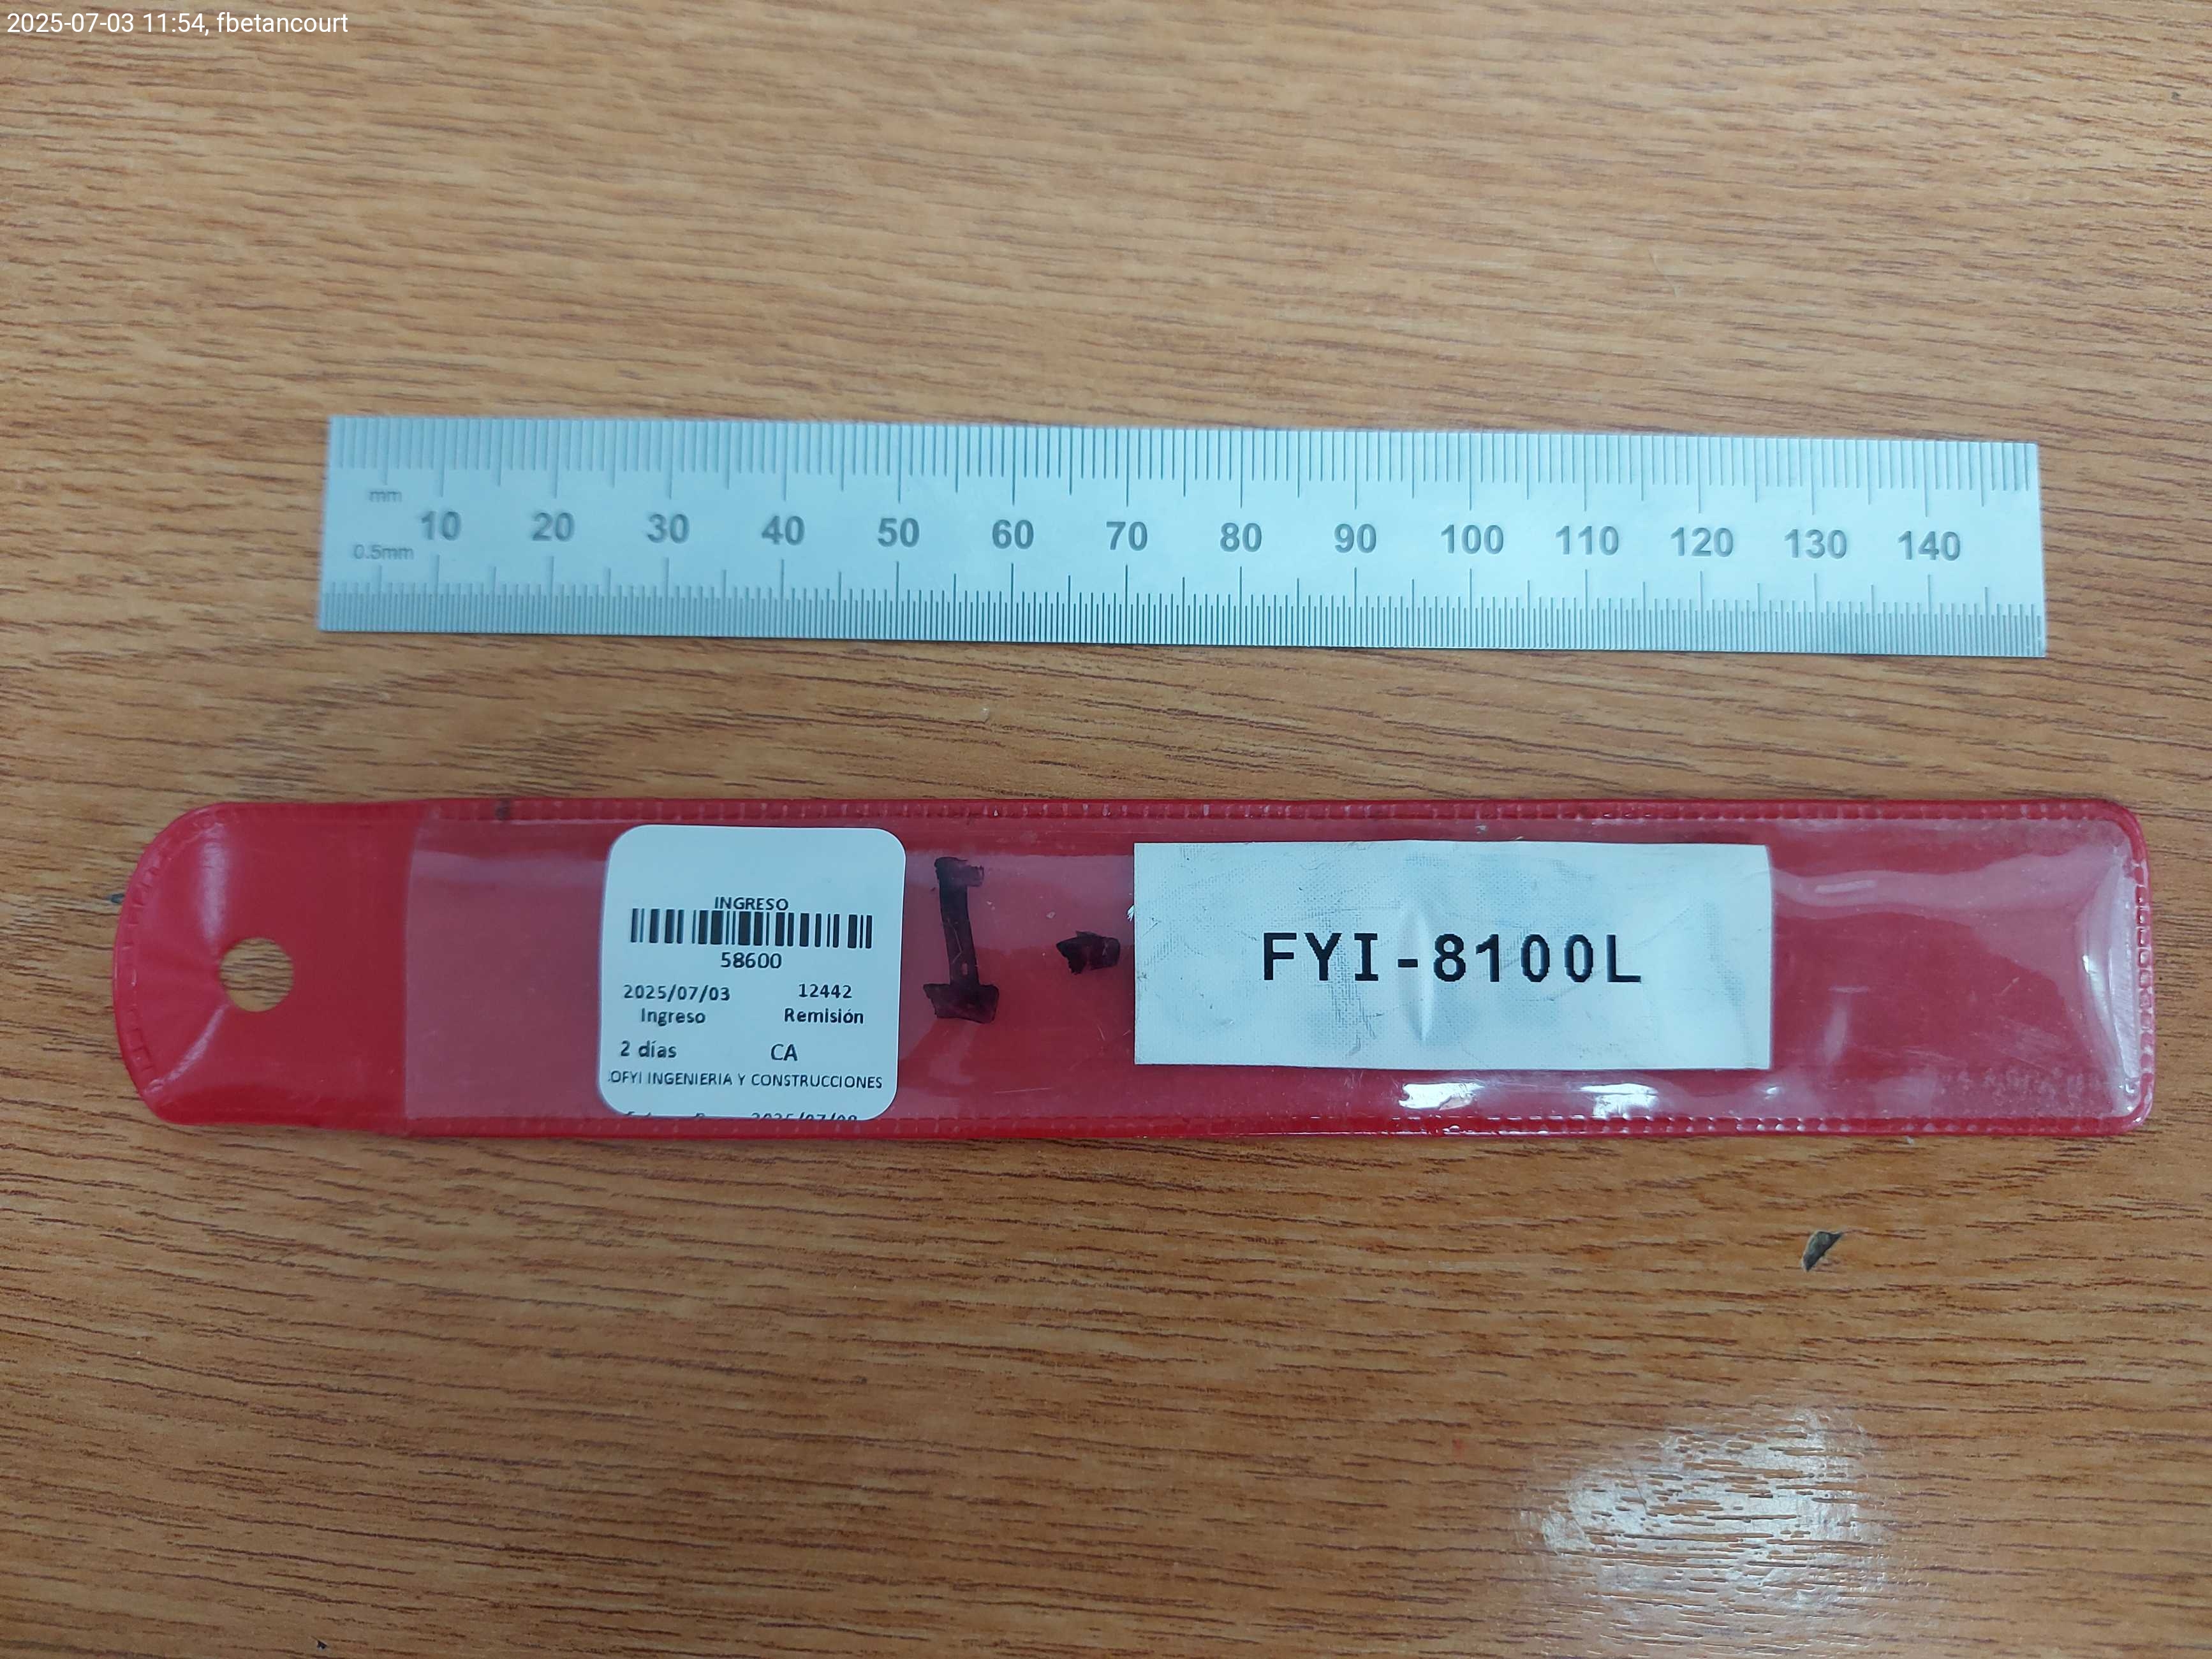 2025-07-03 11:54, fbetancourt
mm
10 20 30 40 50 60 70 80 90 100 110 120 130 140
0.5mm
INGRESO
58600
2025/07/03 12442
Ingreso Remisión
2 días CA
OFYI INGENIERIA Y CONSTRUCCIONES
FYI-8100L